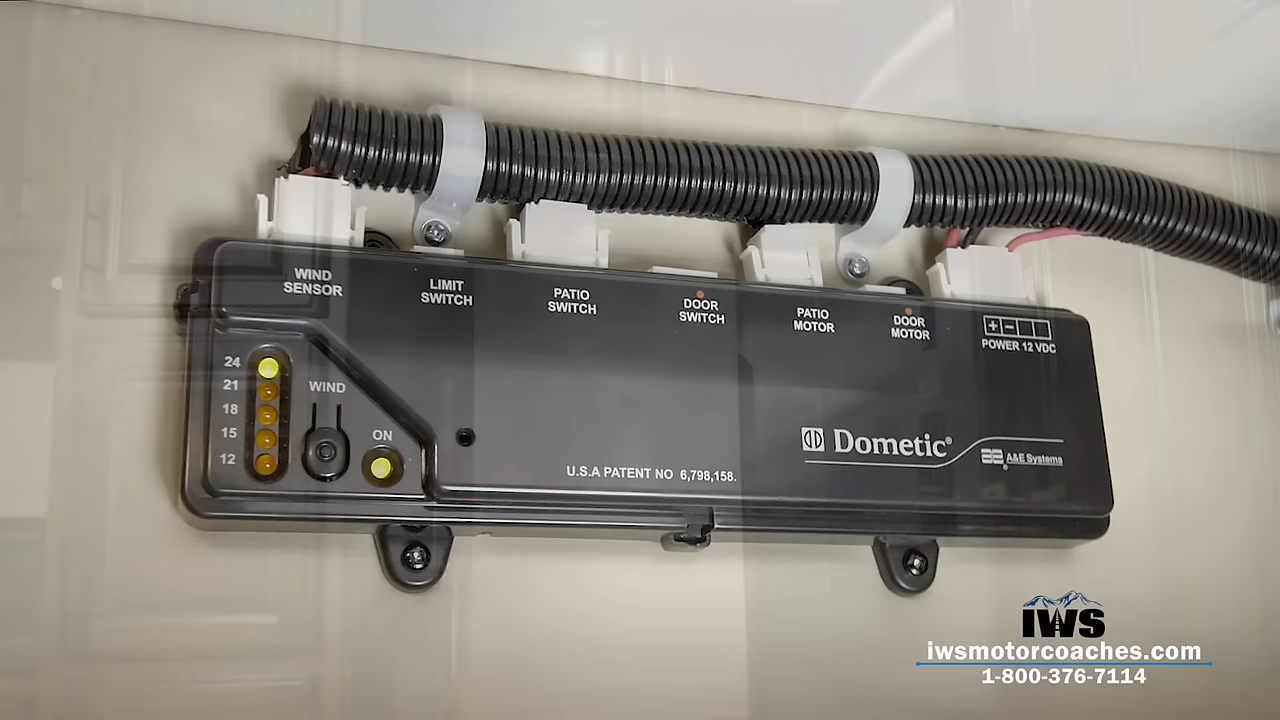 WIND
SENSOR
LIMIT
SWITCH
PATIO
SWITCH
DOOR
SWITCH
PATIO
MOTOR
DOOR
MOTOR
+ -
POWER 12 VDC
24
21
18
15
12
WIND
ON
Dometic®
A&E Systems
U.S.A PATENT NO 6,798,158.
IWS
iwsmotorcoaches.com
1-800-376-7114